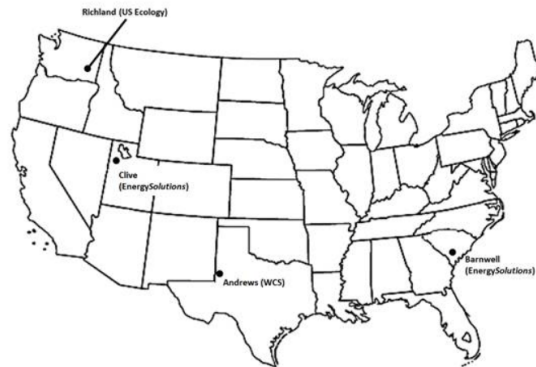 Richland (US Ecology)
Clive
(EnergySolutions)
Andrews (WCS)
Barnwell
(EnergySolutions)